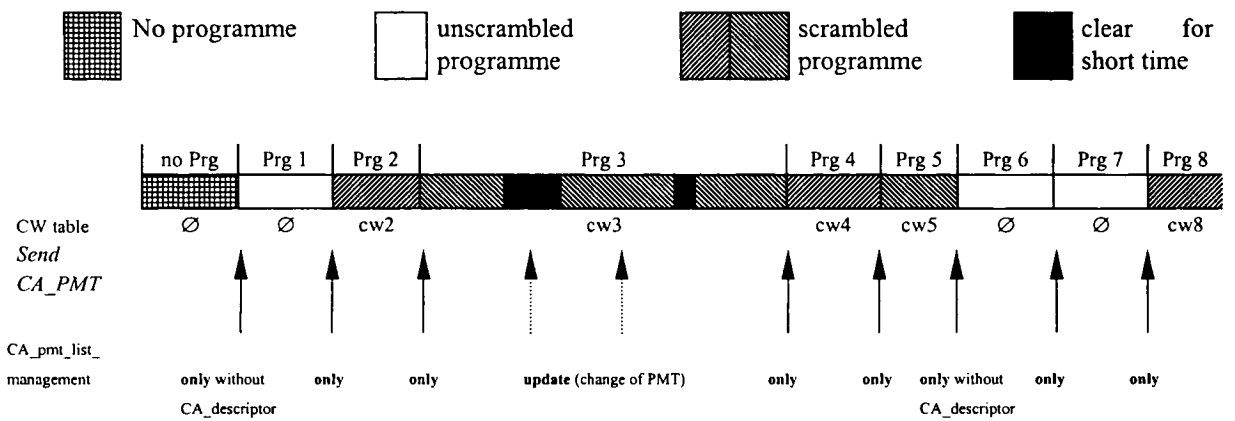 No programme
unscrambled
programme
scrambled
programme
clear for
short time
no Prg Prg 1 Prg 2 Prg 3 Prg 4 Prg 5 Prg 6 Prg 7 Prg 8
CW table ∅ ∅ cw2 cw3 cw4 cw5 ∅ ∅ cw8
Send
CA_PMT
CA_pmt_list_
management only without only only update (change of PMT) only only only without only only
CA_descriptor CA_descriptor